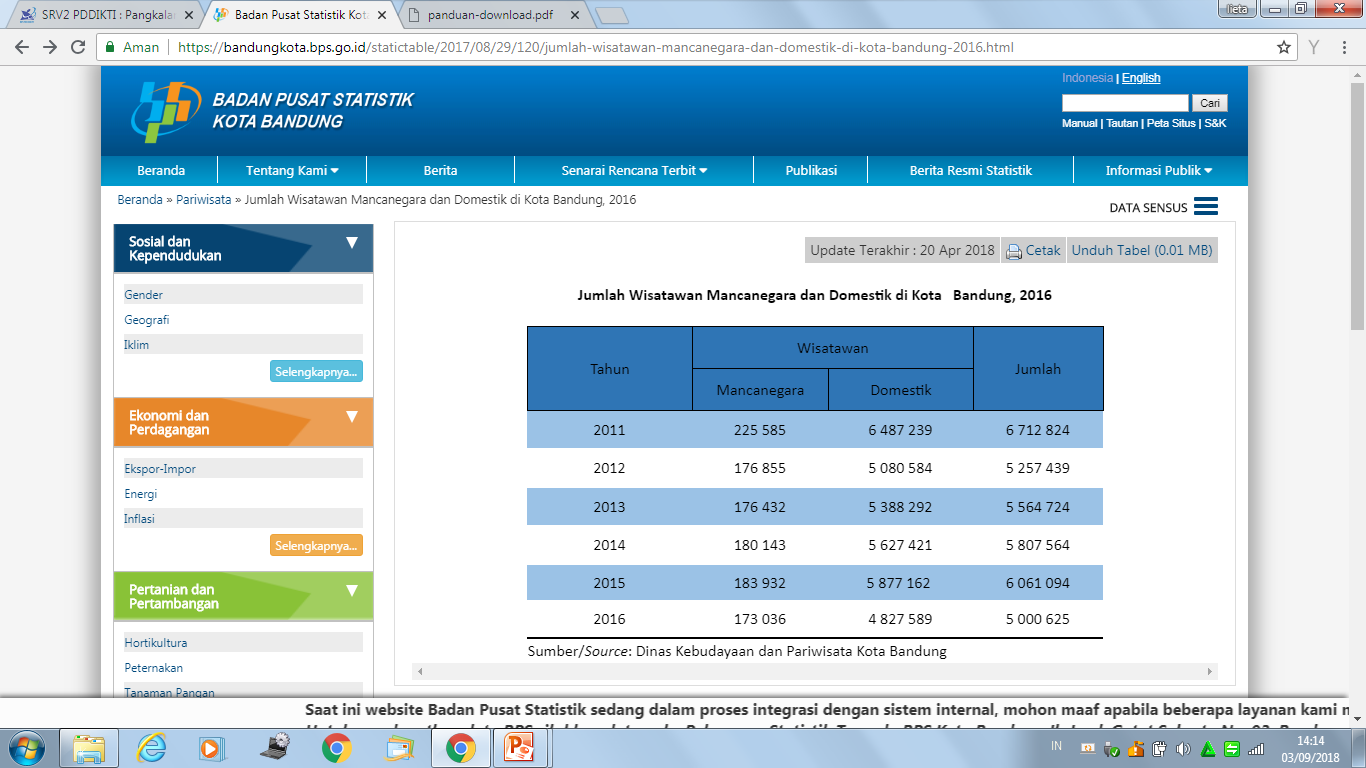 SRV2 PDDIKTI : Pangkala
Badan Pusat Statistik Kota
panduan-download.pdf
lieta
Aman
https://bandungkota.bps.go.id/statictable/2017/08/29/120/jumlah-wisatawan-mancanegara-dan-domestik-di-kota-bandung-2016.html
Indonesia | English
BADAN PUSAT STATISTIK
KOTA BANDUNG
Cari
Manual | Tautan | Peta Situs | S&K
Beranda Tentang Kami Berita Senarai Rencana Terbit Publikasi Berita Resmi Statistik Informasi Publik
Beranda » Pariwisata » Jumlah Wisatawan Mancanegara dan Domestik di Kota Bandung, 2016
DATA SENSUS
Sosial dan
Kependudukan
Gender
Geografi
Iklim
Selengkapnya...
Ekonomi dan
Perdagangan
Ekspor-Impor
Energi
Inflasi
Selengkapnya...
Pertanian dan
Pertambangan
Hortikultura
Peternakan
Tanaman Pangan
Update Terakhir : 20 Apr 2018 Cetak Unduh Tabel (0.01 MB)
Jumlah Wisatawan Mancanegara dan Domestik di Kota Bandung, 2016
Tahun Wisatawan Jumlah
Mancanegara Domestik
2011 225 585 6 487 239 6 712 824
2012 176 855 5 080 584 5 257 439
2013 176 432 5 388 292 5 564 724
2014 180 143 5 627 421 5 807 564
2015 183 932 5 877 162 6 061 094
2016 173 036 4 827 589 5 000 625
Sumber/Source: Dinas Kebudayaan dan Pariwisata Kota Bandung
Saat ini website Badan Pusat Statistik sedang dalam proses integrasi dengan sistem internal, mohon maaf apabila beberapa layanan kami
IN
14:14
03/09/2018